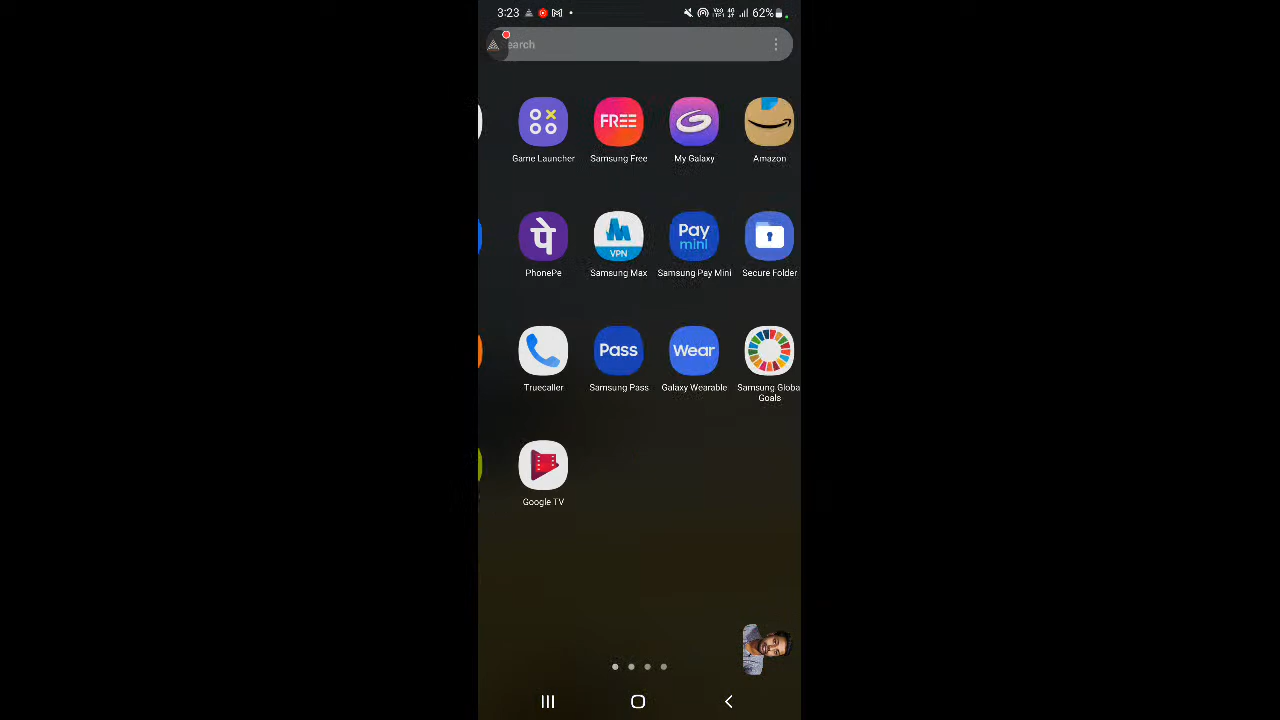 3:23
62%
earch
FREE
Game Launcher
Samsung Free
My Galaxy
Amazon
पे
VPN
Pay
mini
PhonePe
Samsung Max
Samsung Pay Mini
Secure Folder
Pass
Wear
Truecaller
Samsung Pass
Galaxy Wearable
Samsung Globa
Goals
Google TV